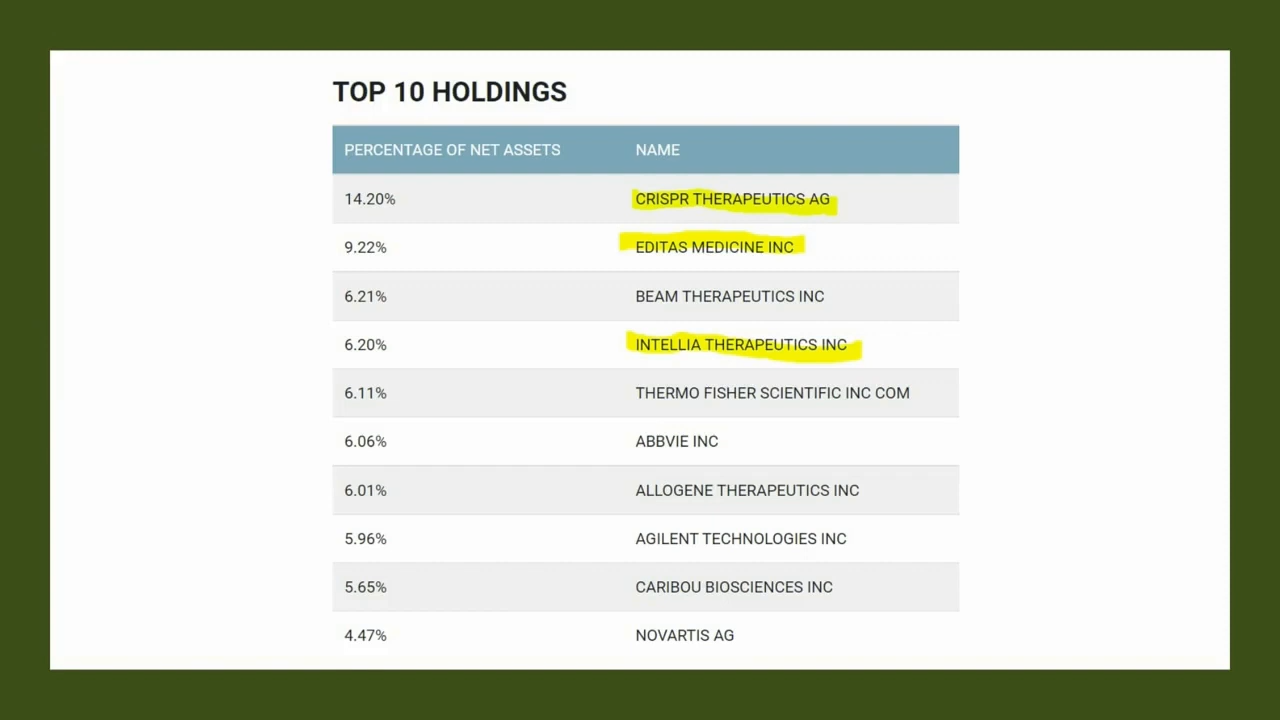 TOP 10 HOLDINGS
PERCENTAGE OF NET ASSETS NAME
14.20% CRISPR THERAPEUTICS AG
9.22% EDITAS MEDICINE INC
6.21% BEAM THERAPEUTICS INC
6.20% INTELLIA THERAPEUTICS INC
6.11% THERMO FISHER SCIENTIFIC INC COM
6.06% ABBVIE INC
6.01% ALLOGENE THERAPEUTICS INC
5.96% AGILENT TECHNOLOGIES INC
5.65% CARIBOU BIOSCIENCES INC
4.47% NOVARTIS AG